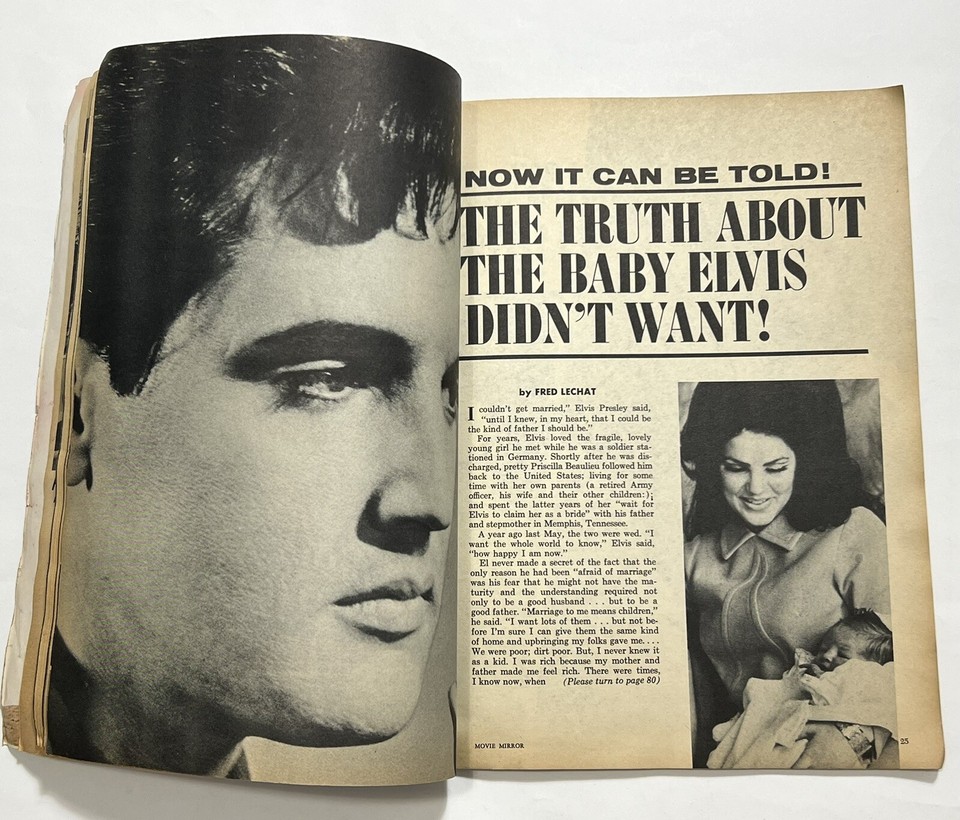 NOW IT CAN BE TOLD!
THE TRUTH ABOUT
THE BABY ELVIS
DIDN'T WANT!
by FRED LECHAT
I couldn't get married," Elvis Presley said,
"until I knew, in my heart, that I could be
the kind of father I should be."
For years, Elvis loved the fragile, lovely
young girl he met while he was a soldier sta-
tioned in Germany. Shortly after he was dis-
charged, pretty Priscilla Beaulieu followed him
back to the United States; living for some
time with her own parents (a retired Army
officer, his wife and their other children:);
and spent the latter years of her "wait for
Elvis to claim her as a bride" with his father
and stepmother in Memphis, Tennessee.
A year ago last May, the two were wed. "I
want the whole world to know," Elvis said,
"how happy I am now."
El never made a secret of the fact that the
only reason he had been "afraid of marriage"
was his fear that he might not have the ma-
turity and the understanding required not
only to be a good husband . . . but to be a
good father. "Marriage to me means children,"
he said. "I want lots of them . . . but not be-
fore I'm sure I can give them the same kind
of home and upbringing my folks gave me. . . .
We were poor; dirt poor. But, I never knew it
as a kid. I was rich because my mother and
father made me feel rich. There were times,
I know now, when (Please turn to page 80)
MOVIE MIRROR
25